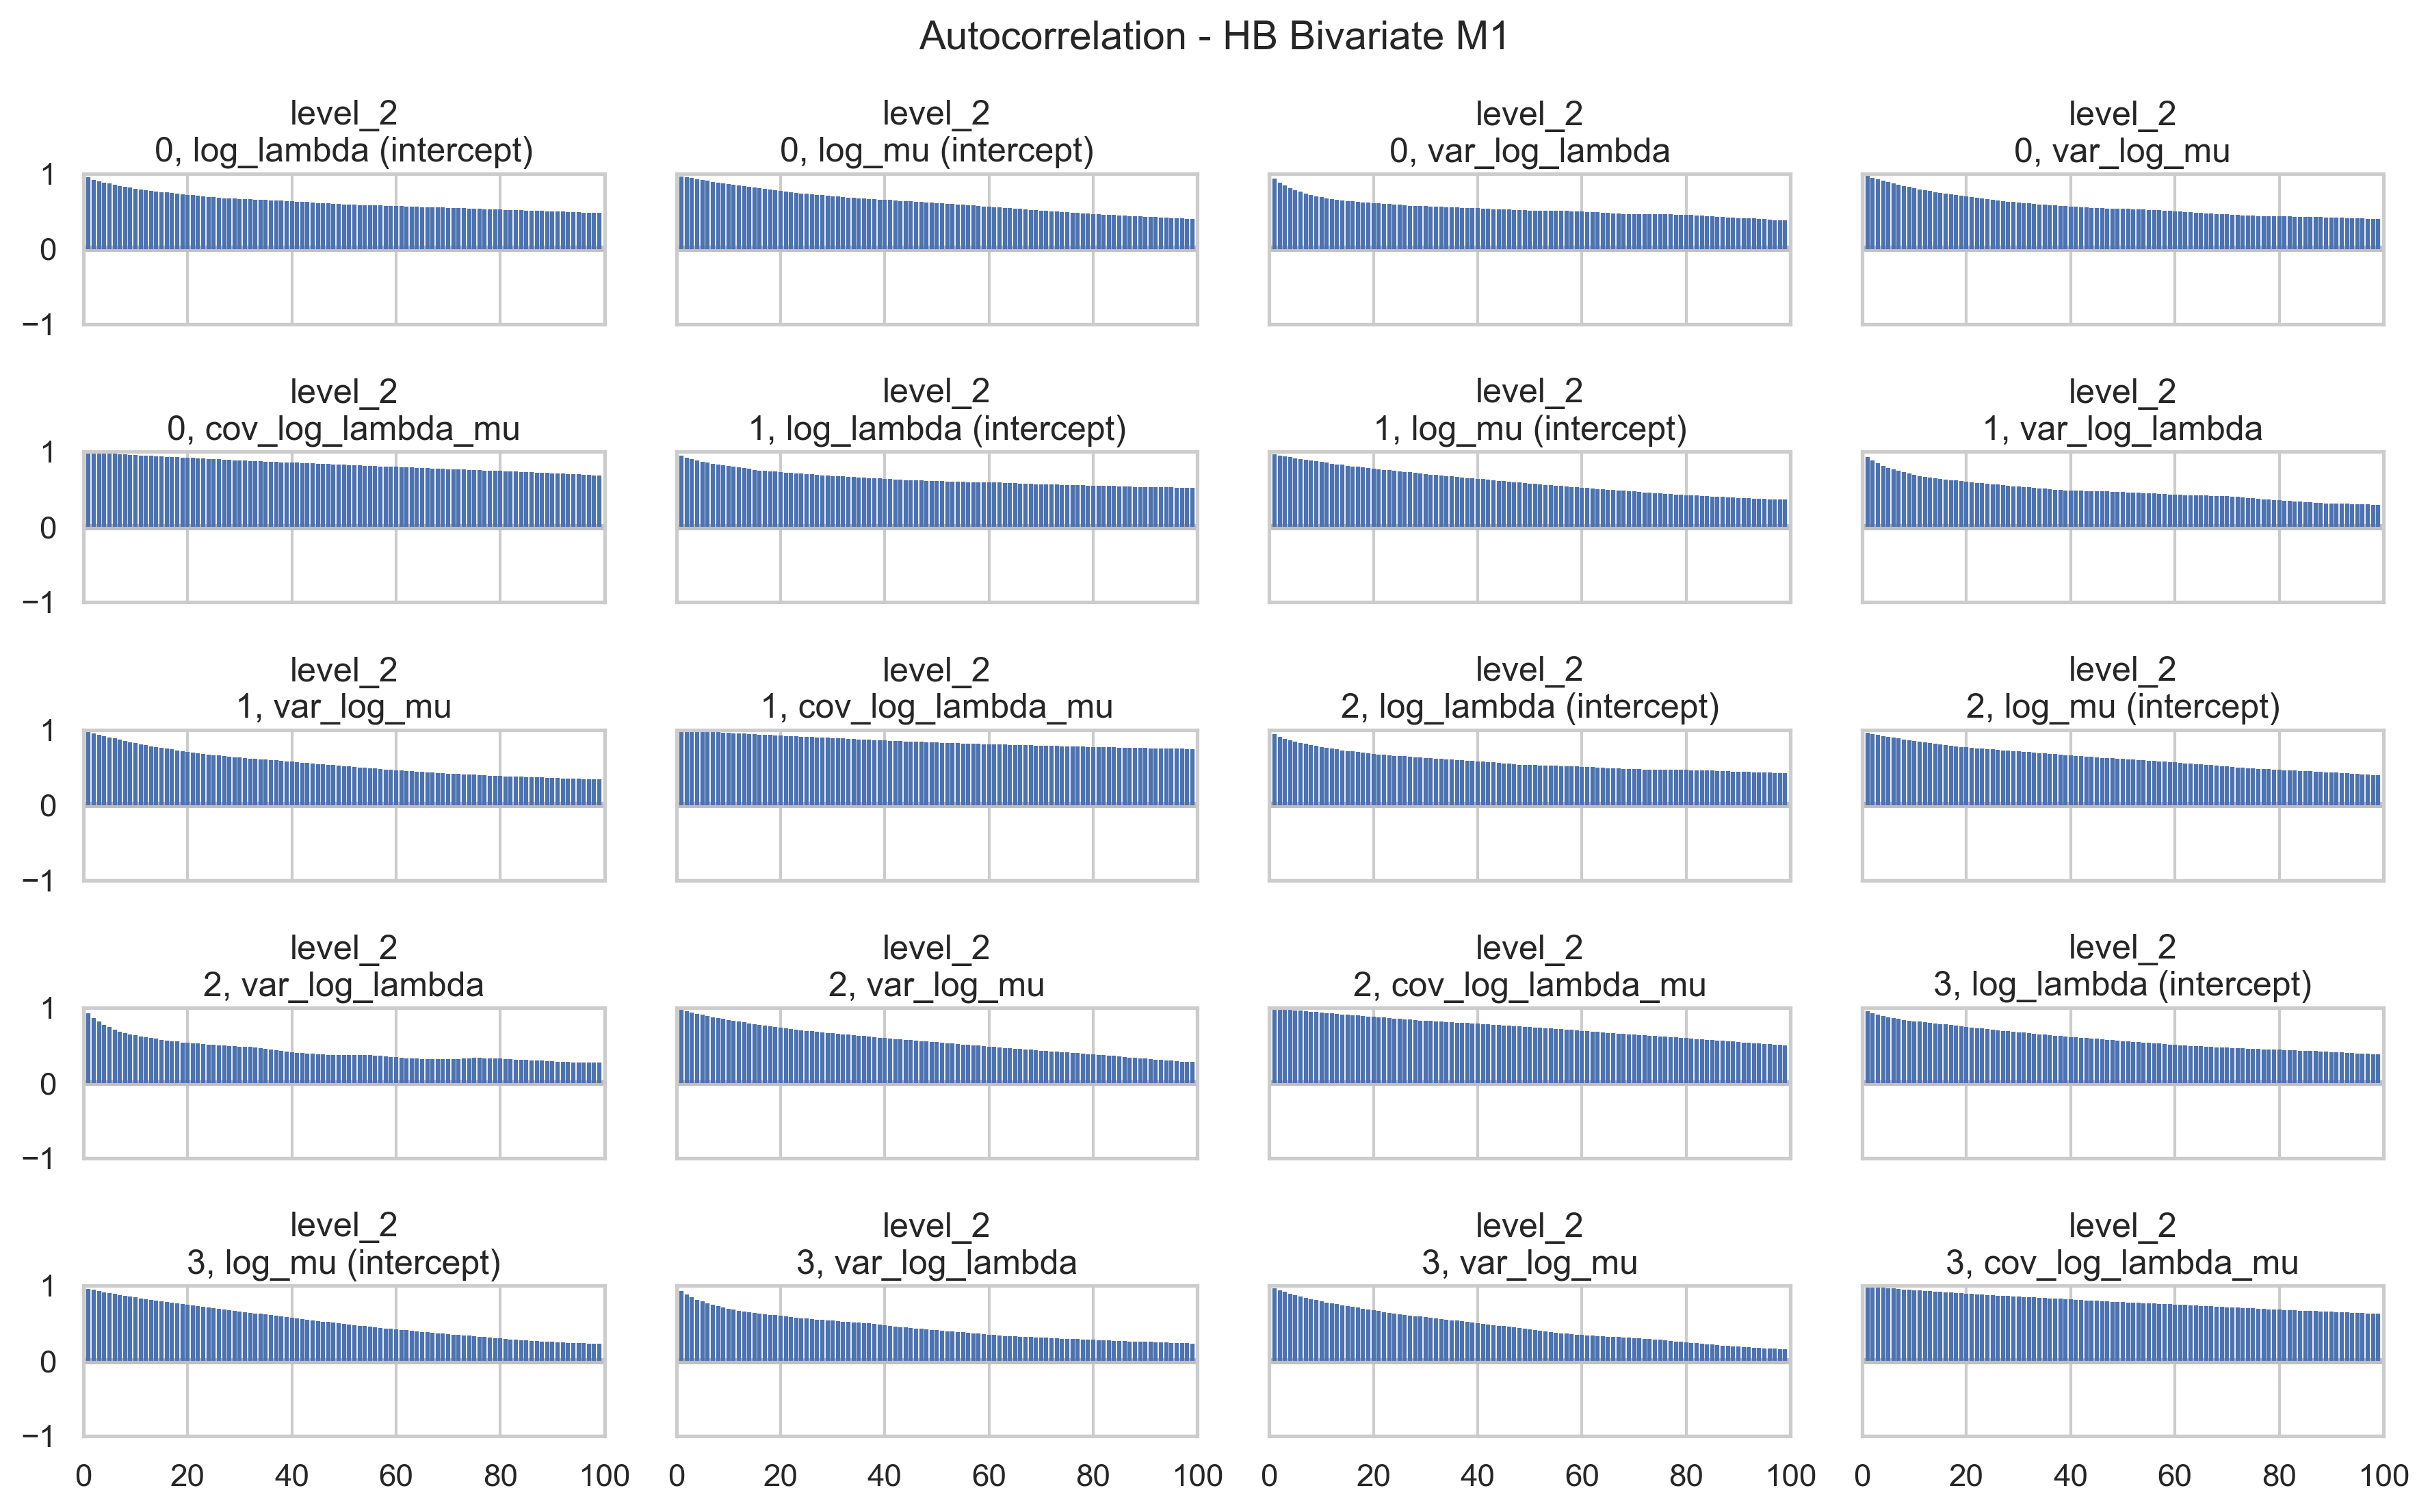 Autocorrelation - HB Bivariate M1
level_2
0, log_lambda (intercept)
level_2
0, log_mu (intercept)
level_2
0, var_log_lambda
level_2
0, var_log_mu
1
0
−1
level_2
0, cov_log_lambda_mu
level_2
1, log_lambda (intercept)
level_2
1, log_mu (intercept)
level_2
1, var_log_lambda
1
0
−1
level_2
1, var_log_mu
level_2
1, cov_log_lambda_mu
level_2
2, log_lambda (intercept)
level_2
2, log_mu (intercept)
1
0
−1
level_2
2, var_log_lambda
level_2
2, var_log_mu
level_2
2, cov_log_lambda_mu
level_2
3, log_lambda (intercept)
1
0
−1
level_2
3, log_mu (intercept)
level_2
3, var_log_lambda
level_2
3, var_log_mu
level_2
3, cov_log_lambda_mu
1
0
−1
0 20 40 60 80 100
0 20 40 60 80 100
0 20 40 60 80 100
0 20 40 60 80 100